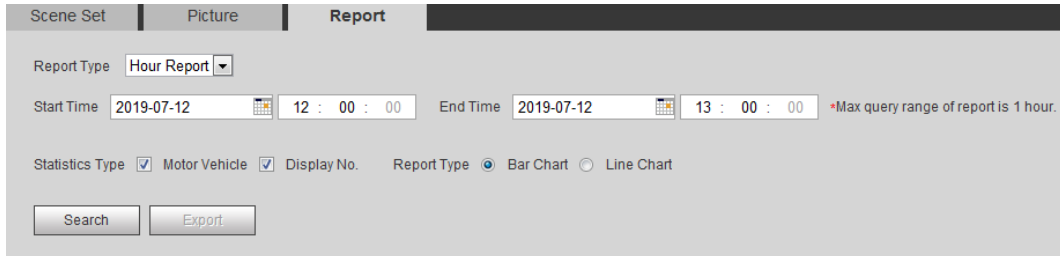 Scene Set Picture Report
Report Type Hour Report
Start Time 2019-07-12 12 : 00 : 00 End Time 2019-07-12 13 : 00 : 00 *Max query range of report is 1 hour.
Statistics Type Motor Vehicle Display No. Report Type Bar Chart Line Chart
Search Export